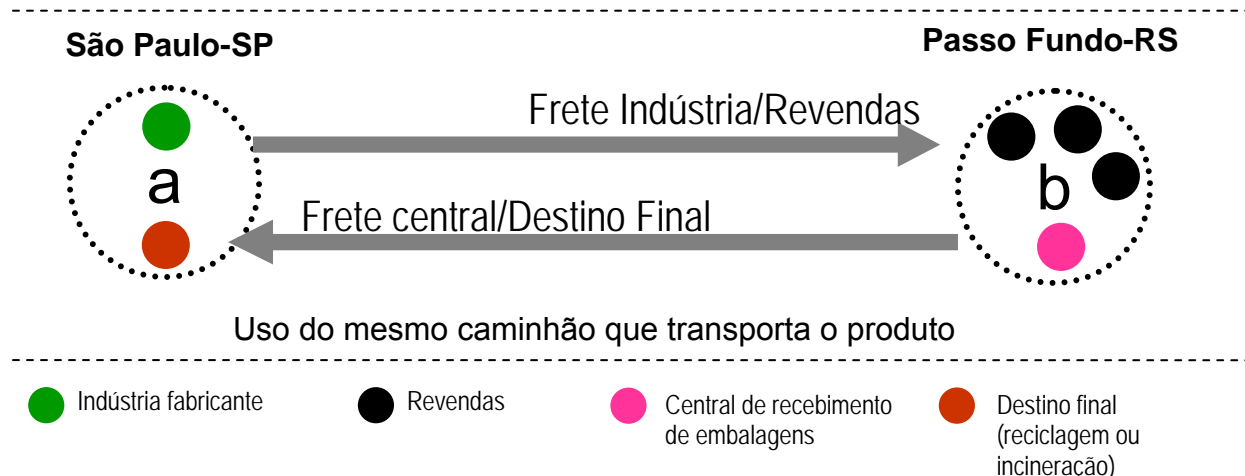 São Paulo-SP
Passo Fundo-RS
Frete Indústria/Revendas
a
b
Frete central/Destino Final
Uso do mesmo caminhão que transporta o produto
Indústria fabricante
Revendas
Central de recebimento
de embalagens
Destino final
(reciclagem ou
incineração)